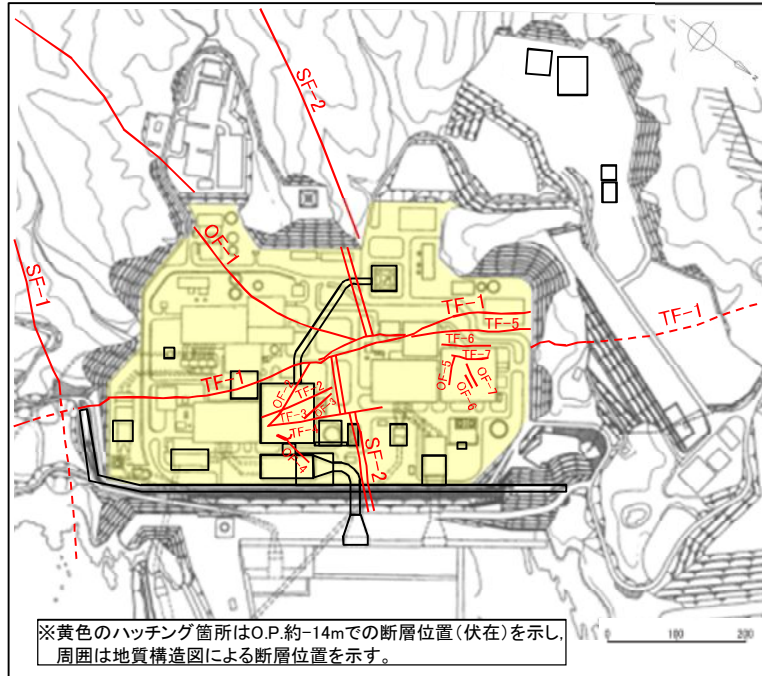 SF-2
SF-1
OF-1
TF-1
TF-5
TF-6
TF-7
TF-1
OF-5
OF-7
OF-6
TF-1
OF-2
TF-2
OF-3
TF-3
TF-4
OF-4
SF-2
※黄色のハッチング箇所はO.P.約-14mでの断層位置(伏在)を示し,
周囲は地質構造図による断層位置を示す。
0 100 200